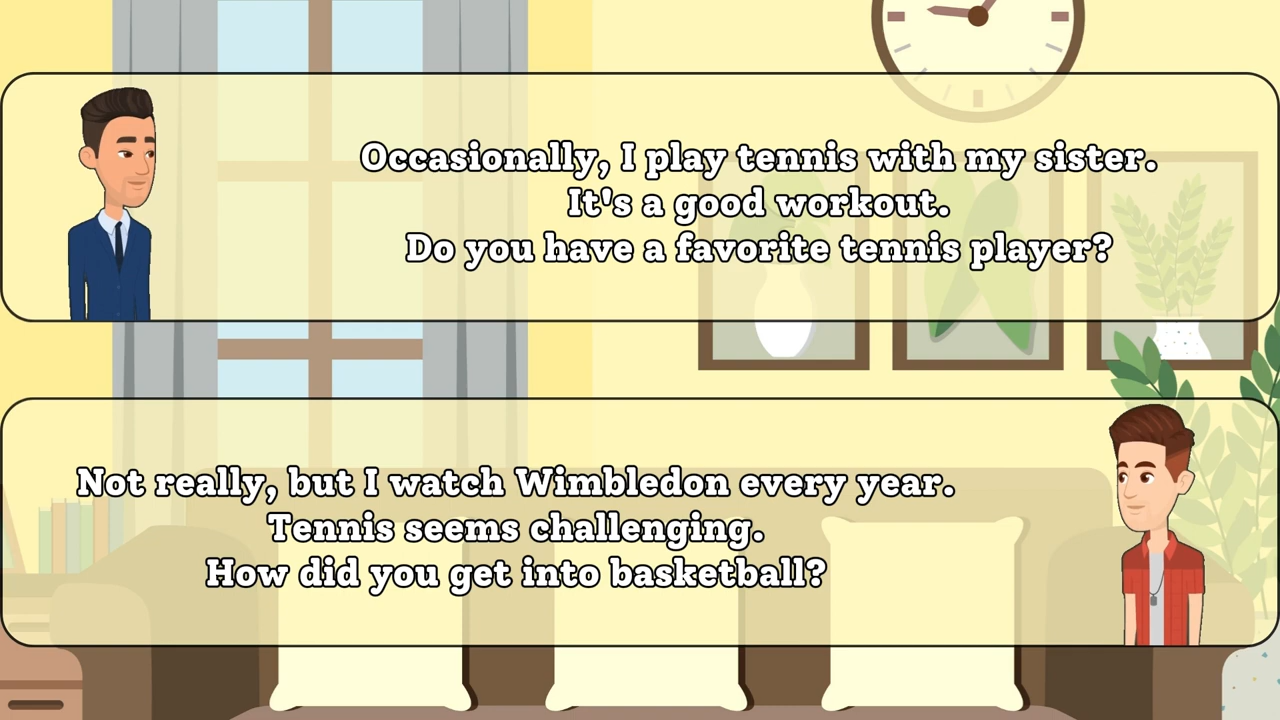 Occasionally, I play tennis with my sister.
It's a good workout.
Do you have a favorite tennis player?
Not really, but I watch Wimbledon every year.
Tennis seems challenging.
How did you get into basketball?